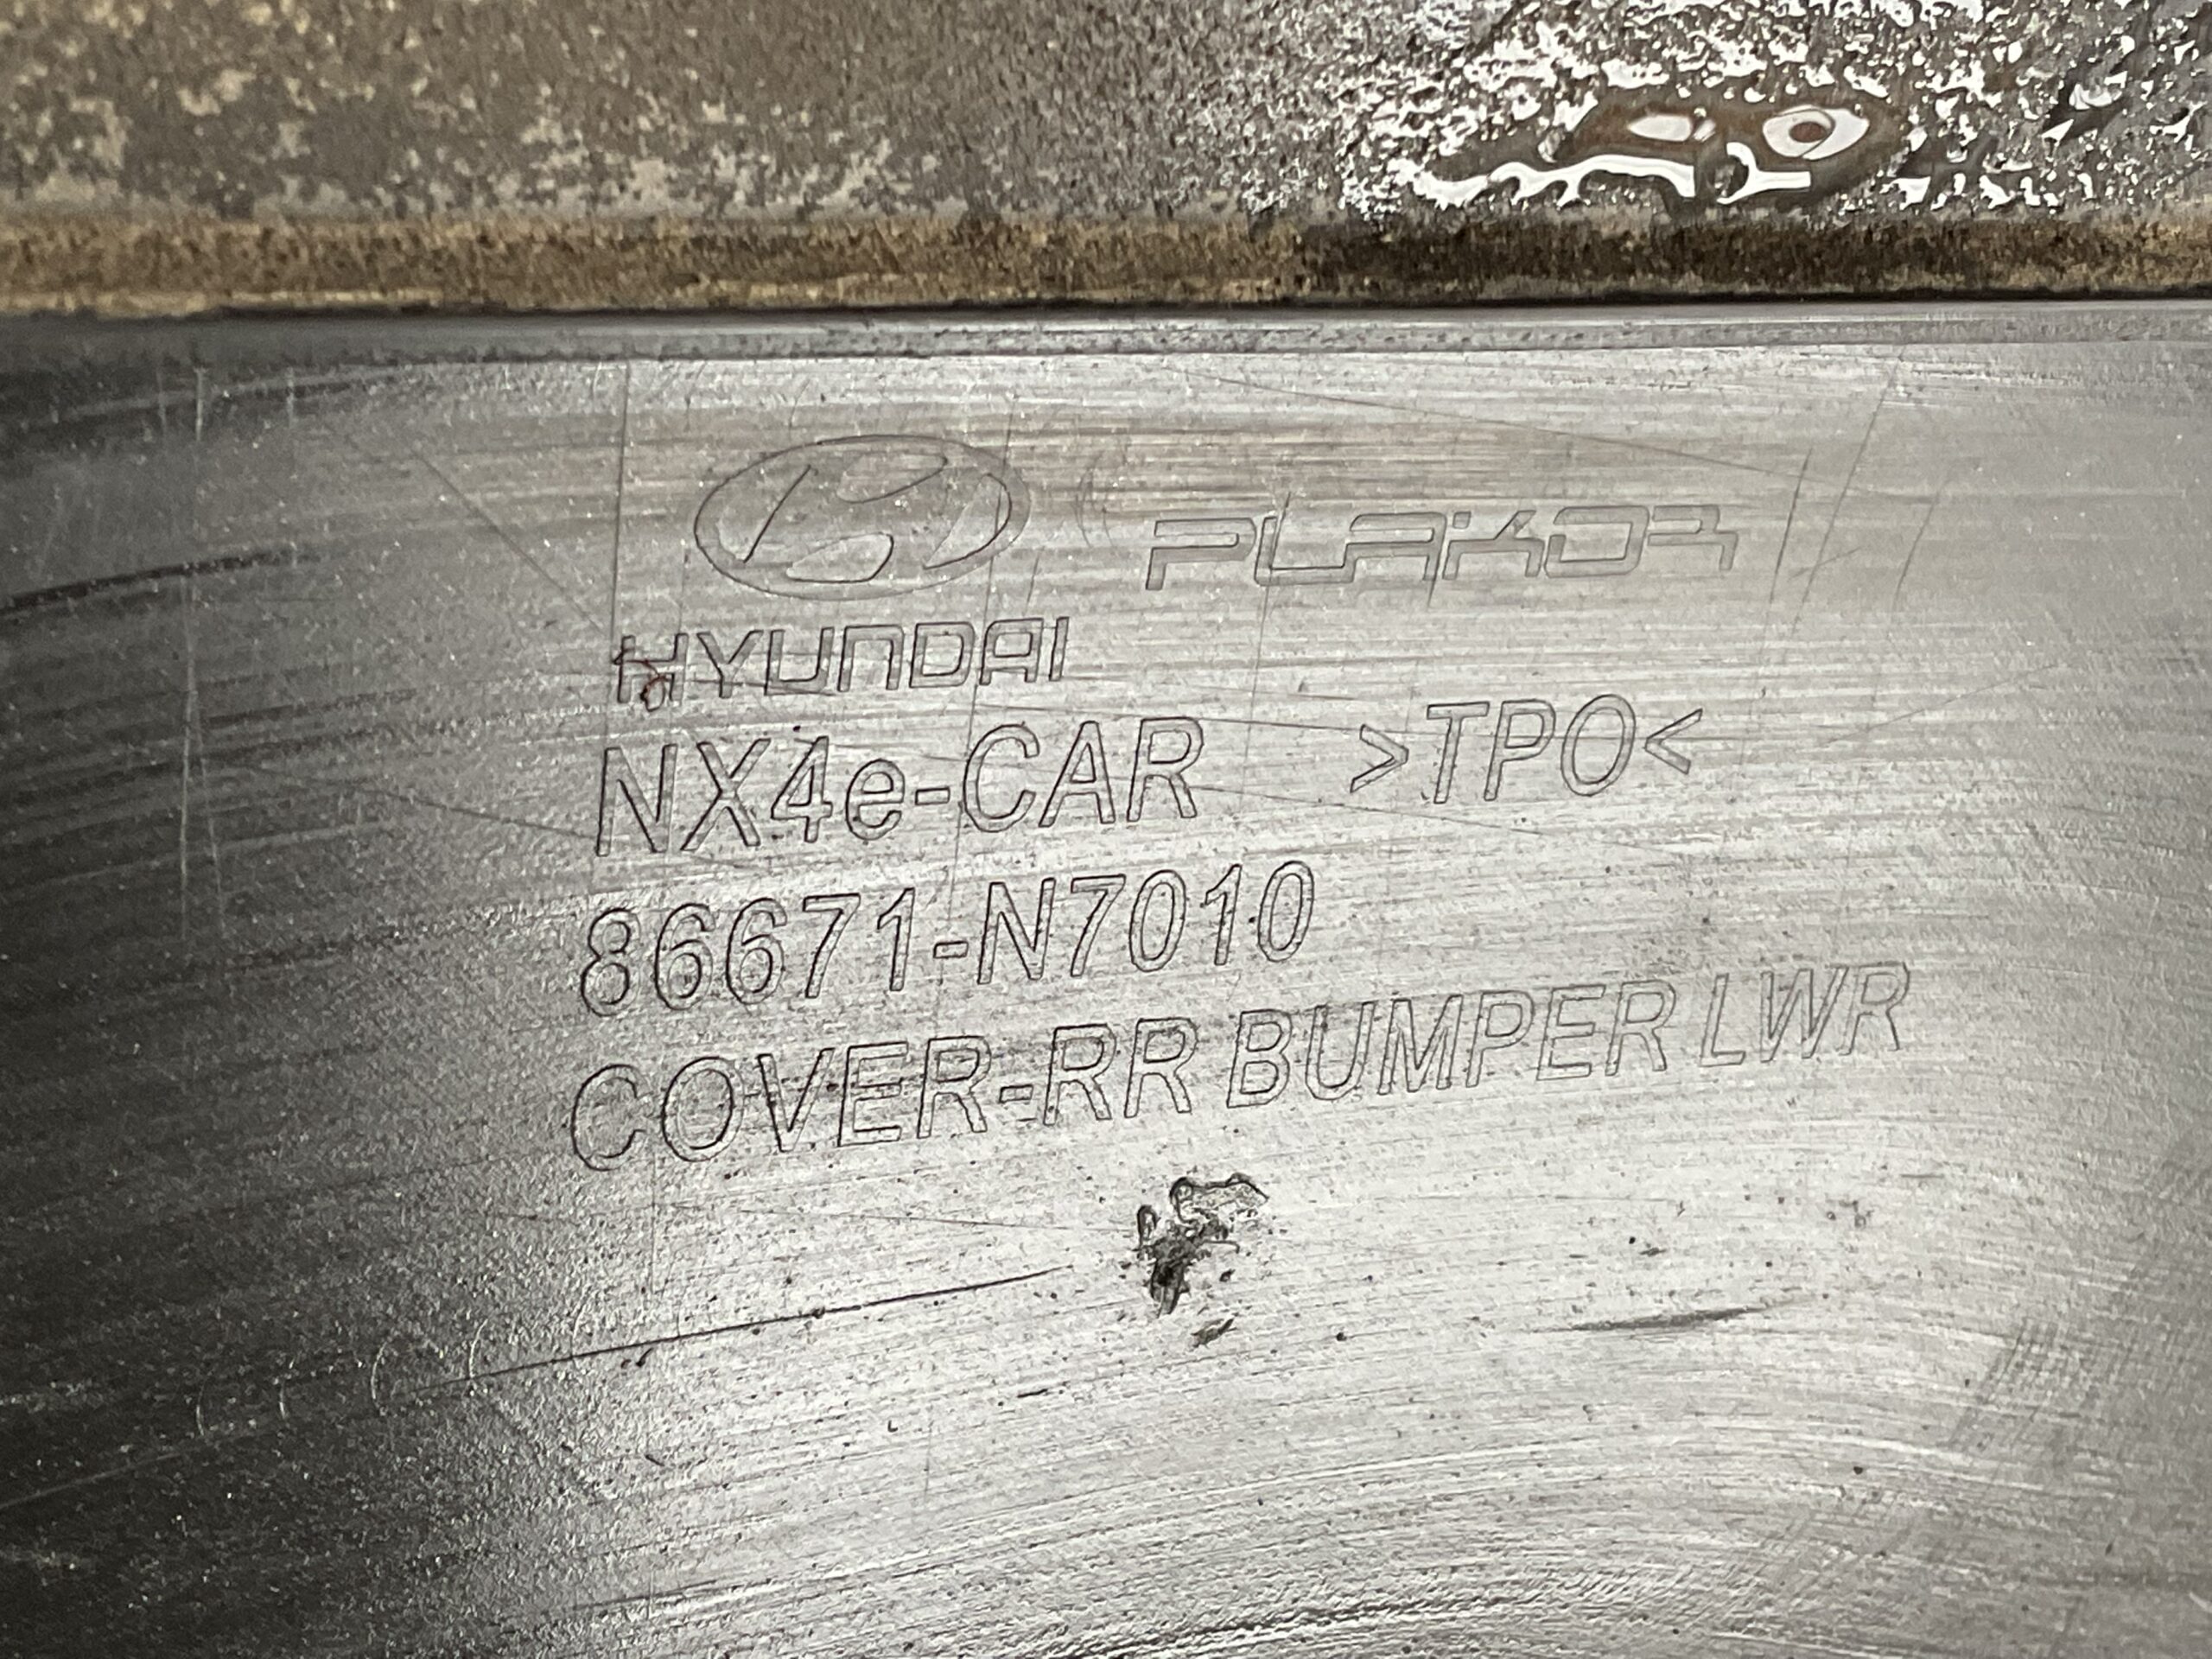 PLAKOR
HYUNDAI
NX4e-CAR >TPO<
86671-N7010
COVER-RR BUMPER LWR